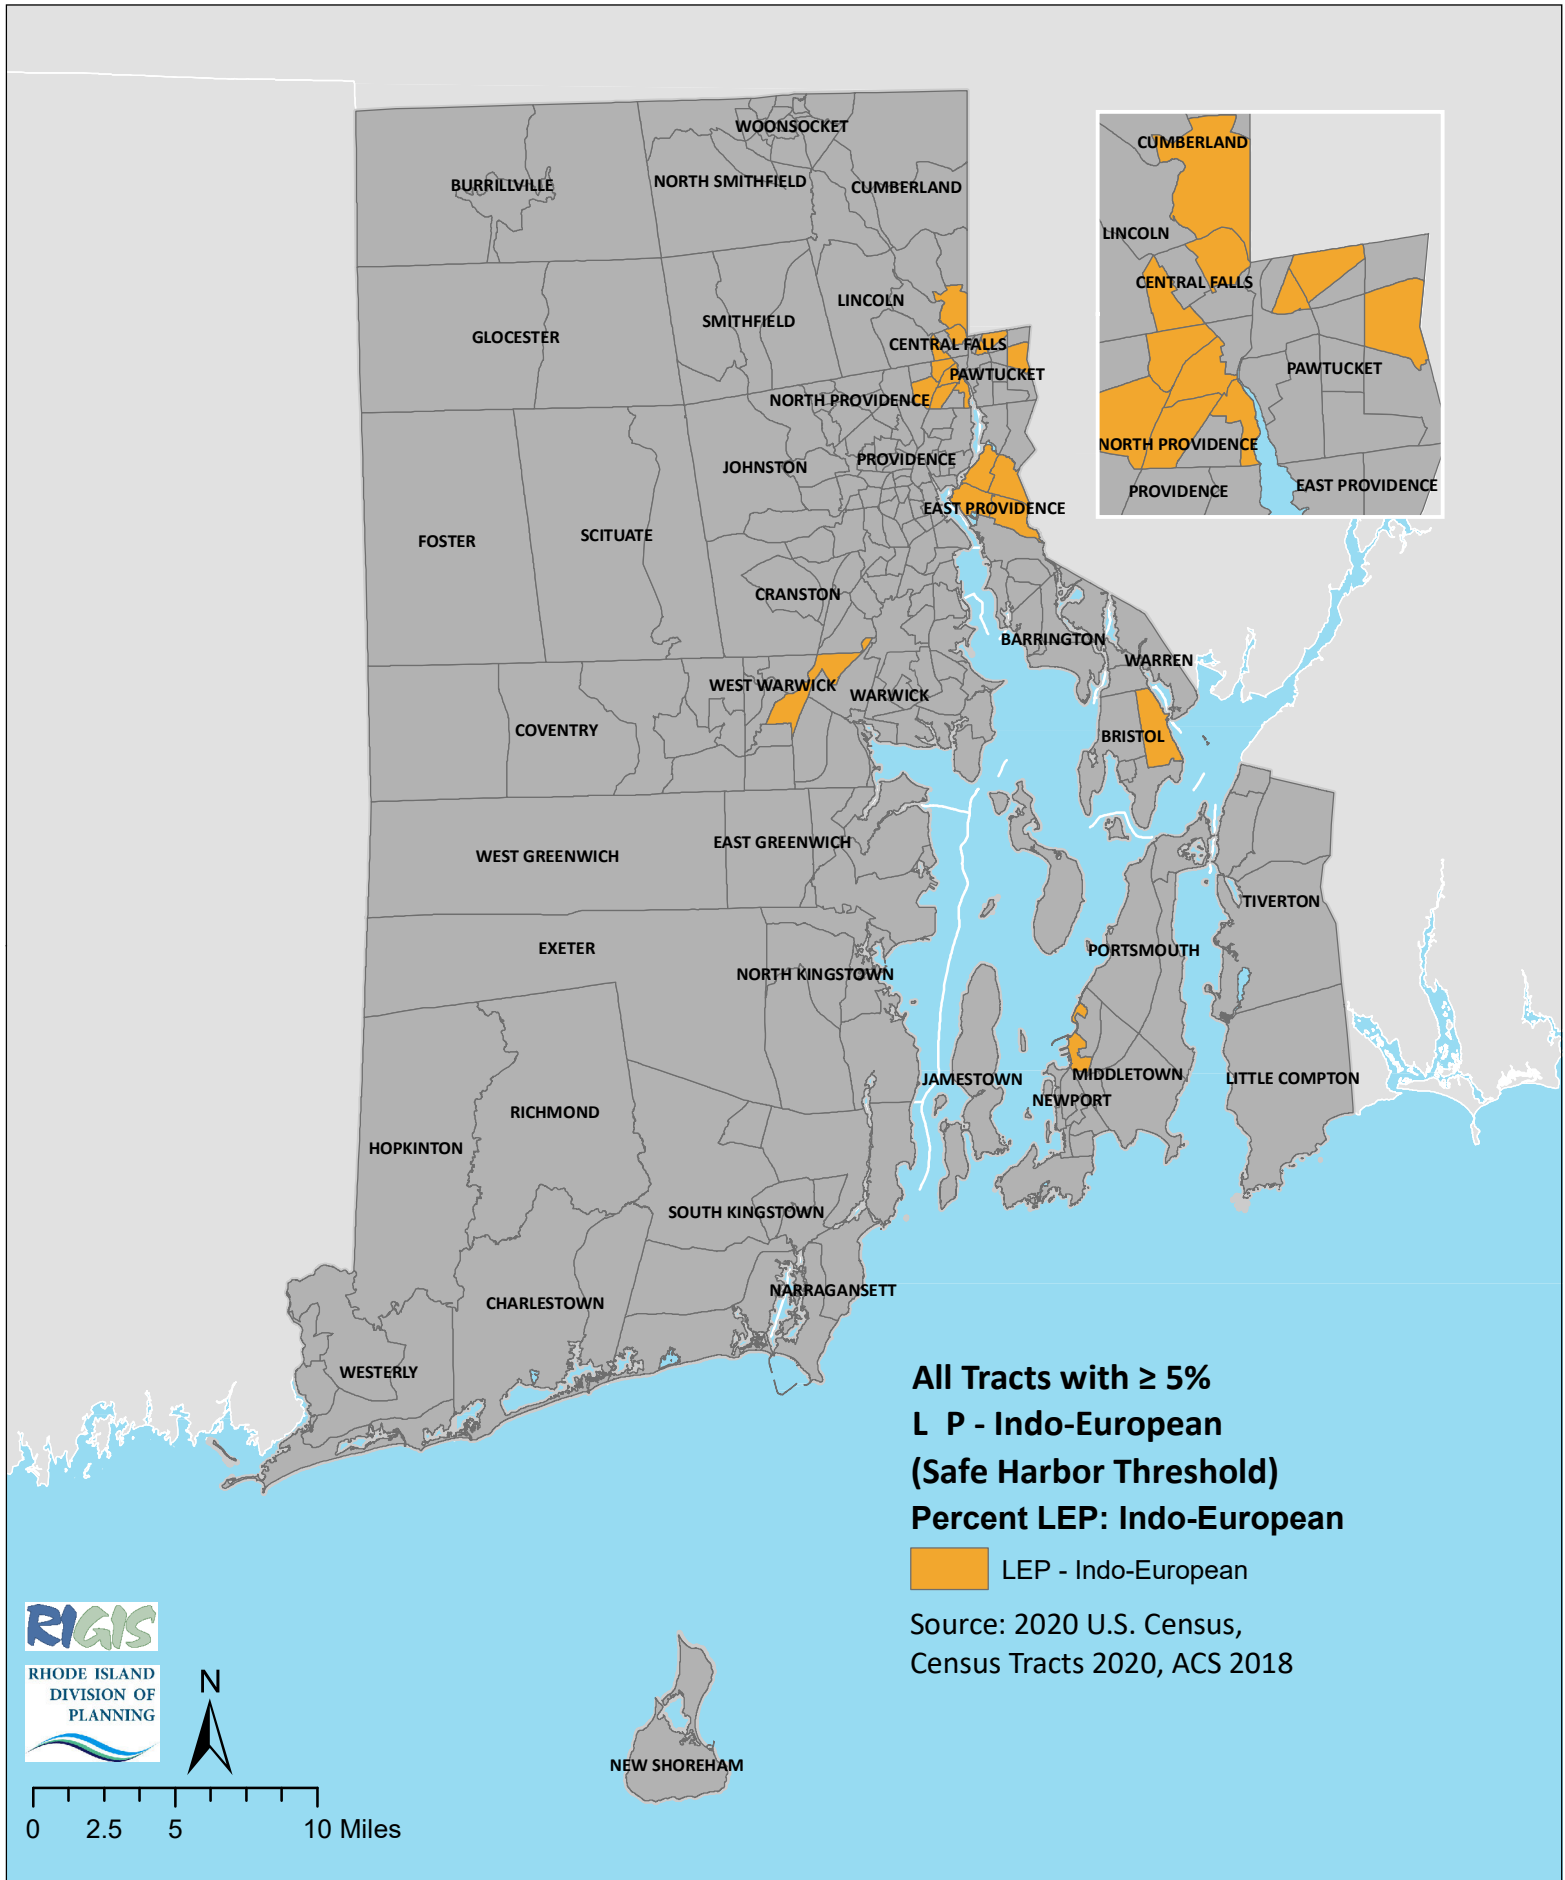 WOONSOCKET
BURRILLVILLE
NORTH SMITHFIELD
CUMBERLAND
LINCOLN
SMITHFIELD
GLOCESTER
CENTRAL FALLS
PAWTUCKET
NORTH PROVIDENCE
JOHNSTON
PROVIDENCE
EAST PROVIDENCE
FOSTER
SCITUATE
CRANSTON
BARRINGTON
WARREN
WEST WARWICK
WARWICK
COVENTRY
BRISTOL
WEST GREENWICH
EAST GREENWICH
TIVERTON
EXETER
PORTSMOUTH
NORTH KINGSTOWN
JAMESTOWN
MIDDLETOWN
LITTLE COMPTON
NEWPORT
RICHMOND
HOPKINTON
SOUTH KINGSTOWN
NARRAGANSETT
CHARLESTOWN
WESTERLY
NEW SHOREHAM
CUMBERLAND
LINCOLN
CENTRAL FALLS
PAWTUCKET
NORTH PROVIDENCE
PROVIDENCE
EAST PROVIDENCE
All Tracts with ≥ 5%
L P - Indo-European
(Safe Harbor Threshold)
Percent LEP: Indo-European
LEP - Indo-European
Source: 2020 U.S. Census,
Census Tracts 2020, ACS 2018
RIGIS
RHODE ISLAND
DIVISION OF
PLANNING
N
0 2.5 5 10 Miles